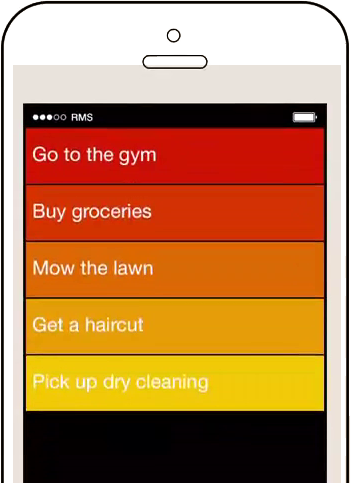 RMS
Go to the gym
Buy groceries
Mow the lawn
Get a haircut
Pick up dry cleaning